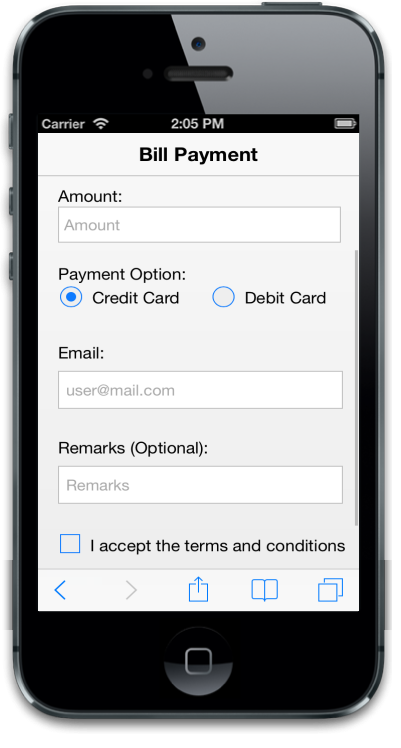 Carrier 2:05 PM
Bill Payment
Amount:
Amount
Payment Option:
Credit Card Debit Card
Email:
user@mail.com
Remarks (Optional):
Remarks
I accept the terms and conditions